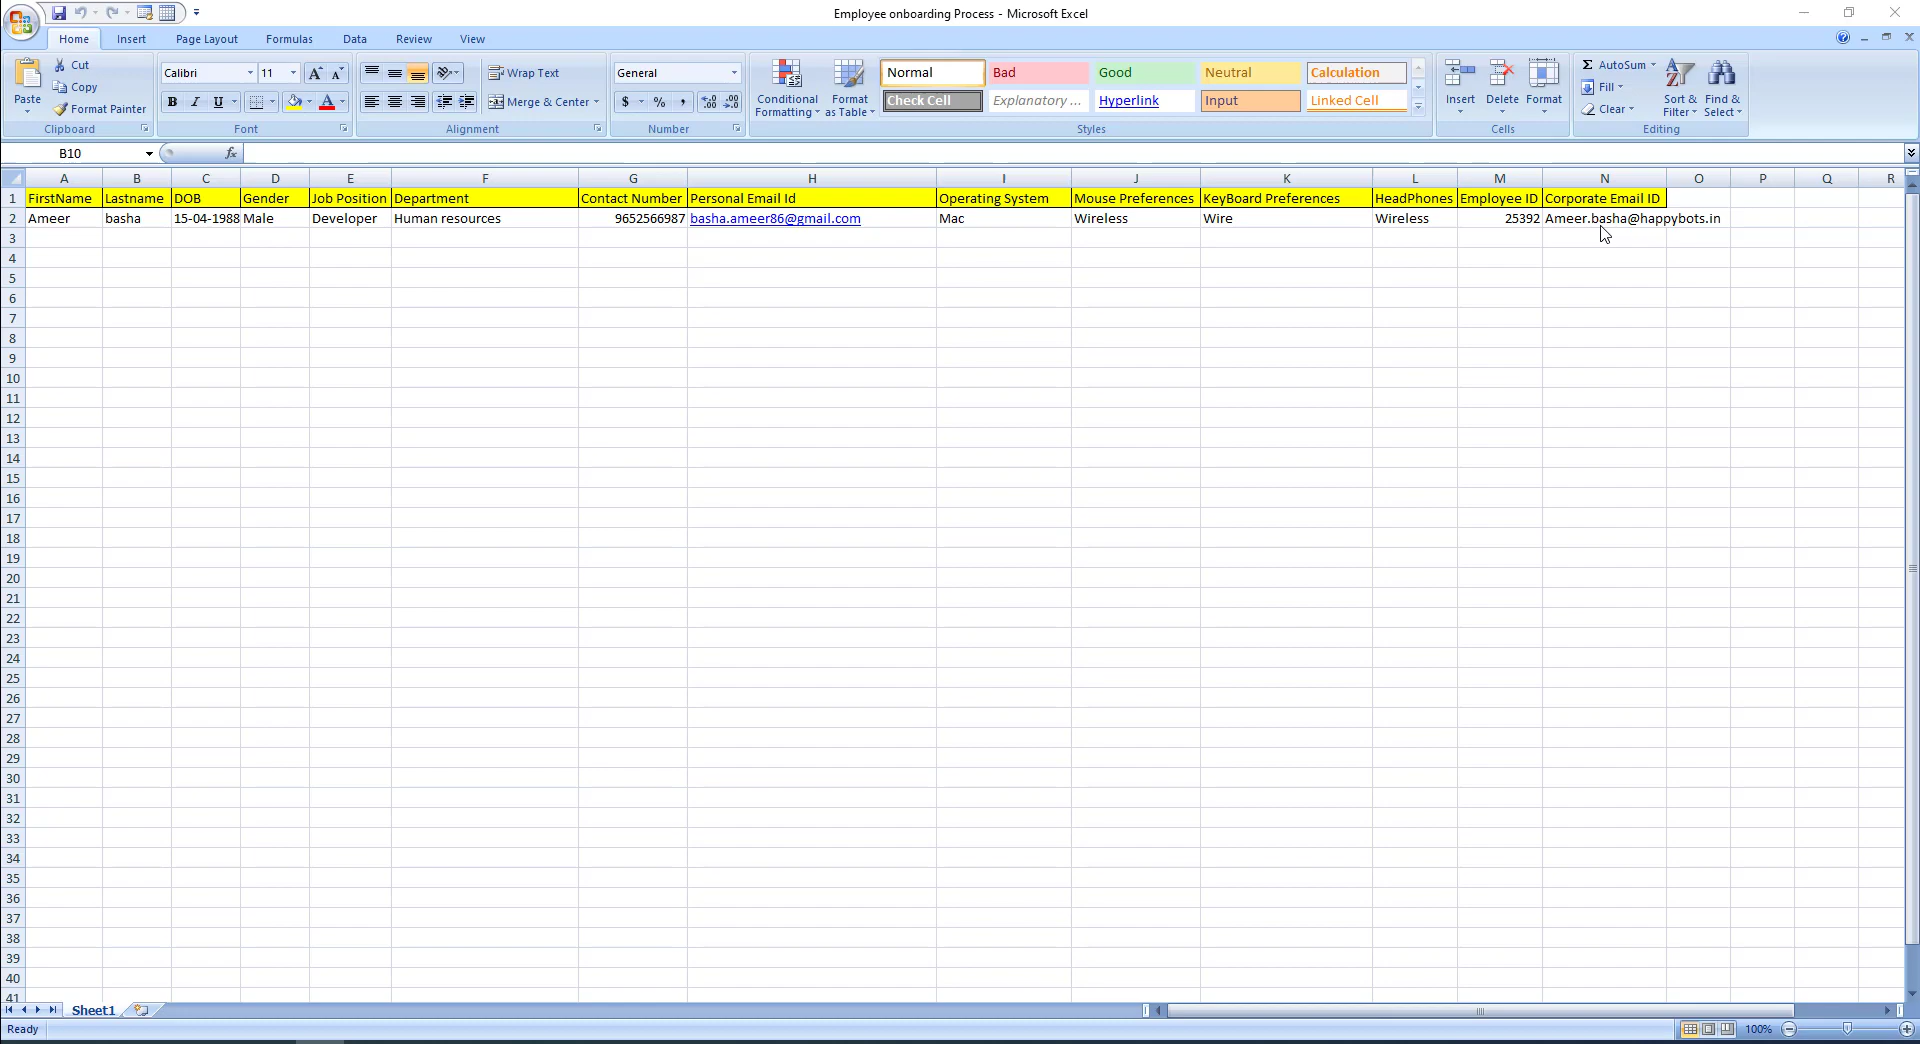 Employee onboarding Process - Microsoft Excel
Home Insert Page Layout Formulas Data Review View
Paste
Cut
Copy
Format Painter
Clipboard
Calibri 11
B I U
Font
Wrap Text
Merge & Center
Alignment
General
$ % ,
Number
Conditional Formatting
Format as Table
Normal Bad Good Neutral Calculation
Check Cell Explanatory ... Hyperlink Input Linked Cell
Styles
Insert Delete Format
Cells
Σ AutoSum
Fill
Clear
Sort & Filter
Find & Select
Editing
B10 fx
A B C D E F G H I J K L M N O P Q R
1 FirstName Lastname DOB Gender Job Position Department Contact Number Personal Email Id Operating System Mouse Preferences KeyBoard Preferences HeadPhones Employee ID Corporate Email ID
2 Ameer basha 15-04-1988 Male Developer Human resources 9652566987 basha.ameer86@gmail.com Mac Wireless Wire Wireless 25392 Ameer.basha@happybots.in
3
4
5
6
7
8
9
10
11
12
13
14
15
16
17
18
19
20
21
22
23
24
25
26
27
28
29
30
31
32
33
34
35
36
37
38
39
40
41
Sheet1
Ready 100%